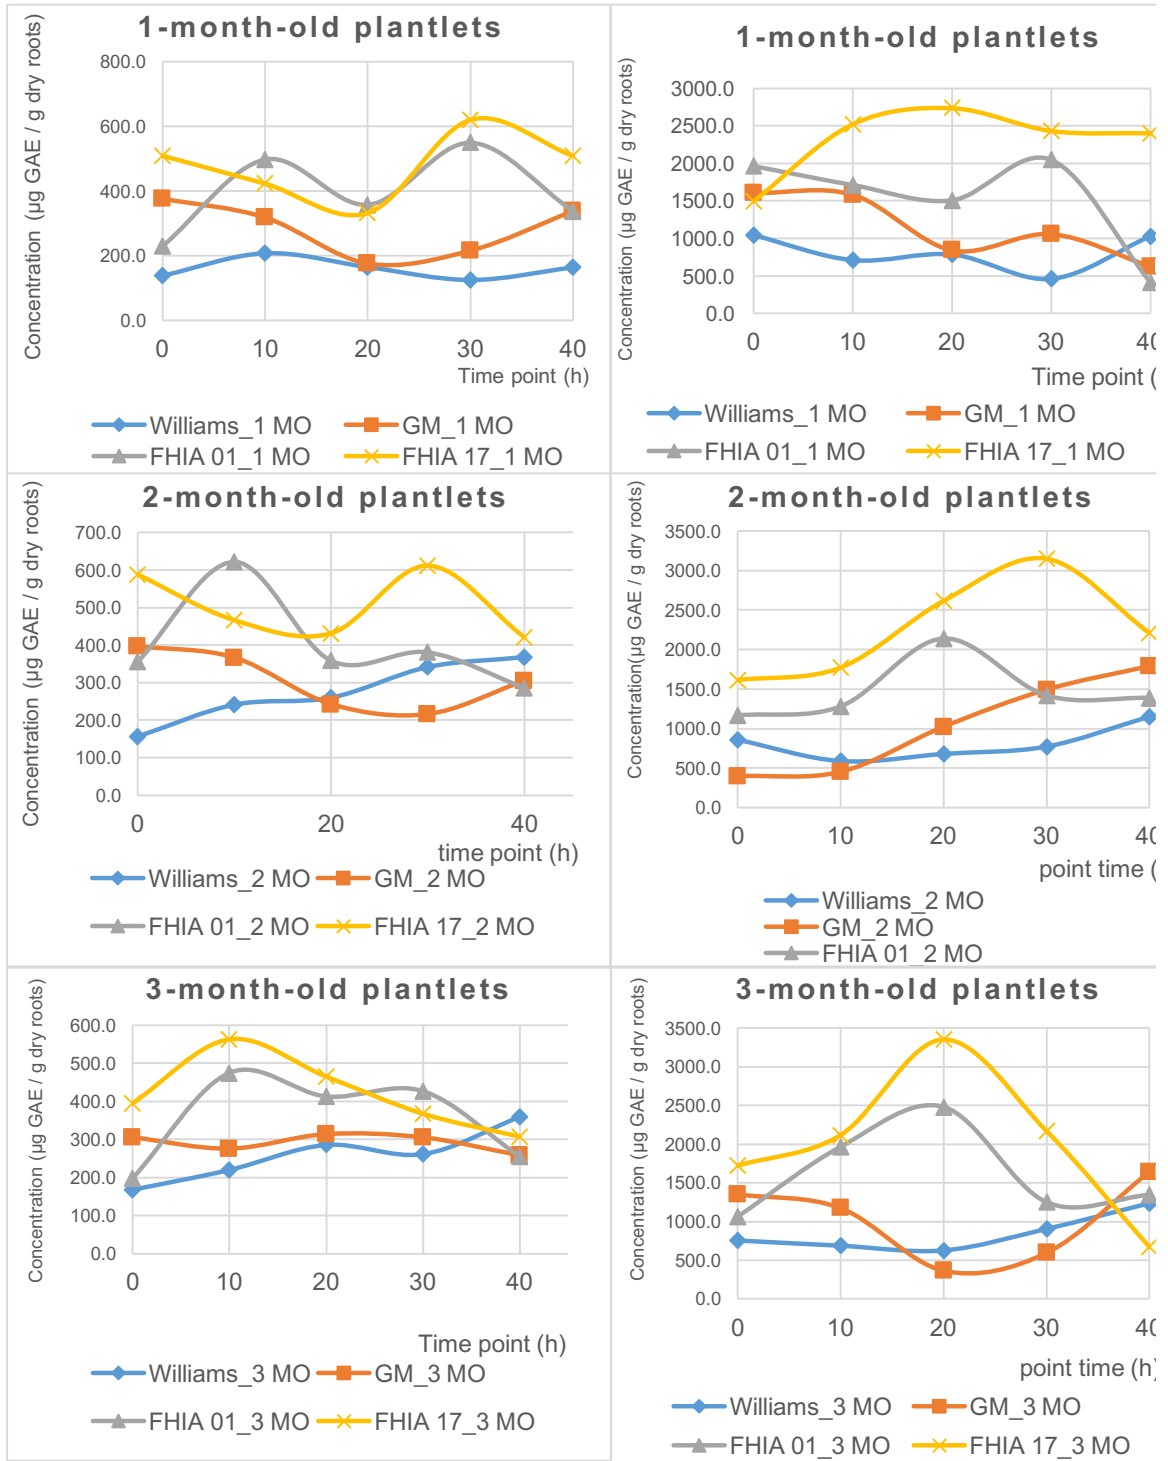 1-month-old plantlets
Concentration (µg GAE / g dry roots)
800.0
600.0
400.0
200.0
0.0
0 10 20 30 40
Time point (h)
Williams_1 MO GM_1 MO
FHIA 01_1 MO FHIA 17_1 MO
1-month-old plantlets
Concentration (µg GAE / g dry roots)
3000.0
2500.0
2000.0
1500.0
1000.0
500.0
0.0
0 10 20 30 40
Time point (
Williams_1 MO GM_1 MO
FHIA 01_1 MO FHIA 17_1 MO
2-month-old plantlets
Concentration (µg GAE / g dry roots)
700.0
600.0
500.0
400.0
300.0
200.0
100.0
0.0
0 20 40
time point (h)
Williams_2 MO GM_2 MO
FHIA 01_2 MO FHIA 17_2 MO
2-month-old plantlets
Concentration(µg GAE / g dry roots)
3500.0
3000.0
2500.0
2000.0
1500.0
1000.0
500.0
0.0
0 10 20 30 40
point time (
Williams_2 MO
GM_2 MO
FHIA 01_2 MO
3-month-old plantlets
Concentration (µg GAE / g dry roots)
600.0
500.0
400.0
300.0
200.0
100.0
0.0
0 10 20 30 40
Time point (h)
Williams_3 MO GM_3 MO
FHIA 01_3 MO FHIA 17_3 MO
3-month-old plantlets
Concentration (µg GAE / g dry roots)
3500.0
3000.0
2500.0
2000.0
1500.0
1000.0
500.0
0.0
0 10 20 30 40
point time (h)
Williams_3 MO GM_3 MO
FHIA 01_3 MO FHIA 17_3 MO